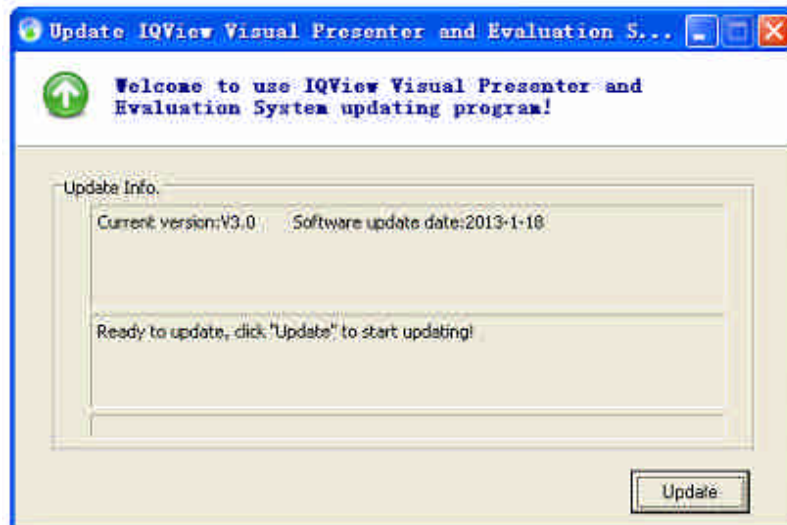 Update IQView Visual Presenter and Evaluation S...
Welcome to use IQView Visual Presenter and
Evaluation System updating program!
Update Info.
Current version:V3.0 Software update date:2013-1-18
Ready to update, click "Update" to start updating!
Update